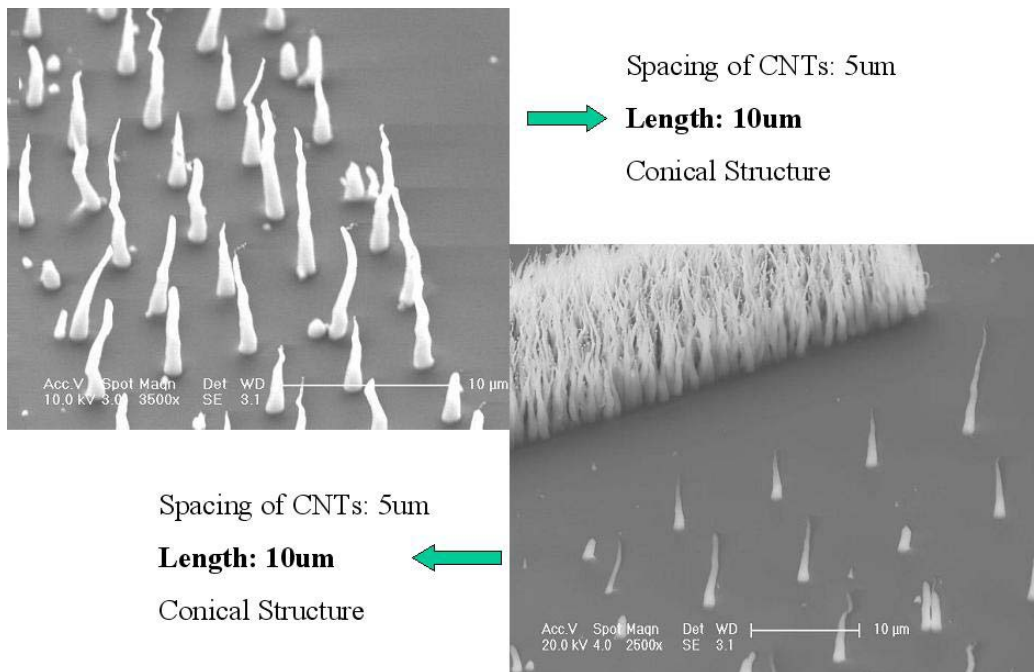 Spacing of CNTs: 5um
Length: 10um
Conical Structure
Acc.V Spot Magn Det WD 10 µm
10.0 kV 3.0 3500x SE 3.1
Spacing of CNTs: 5um
Length: 10um
Conical Structure
Acc.V Spot Magn Det WD 10 µm
20.0 kV 4.0 2500x SE 3.1